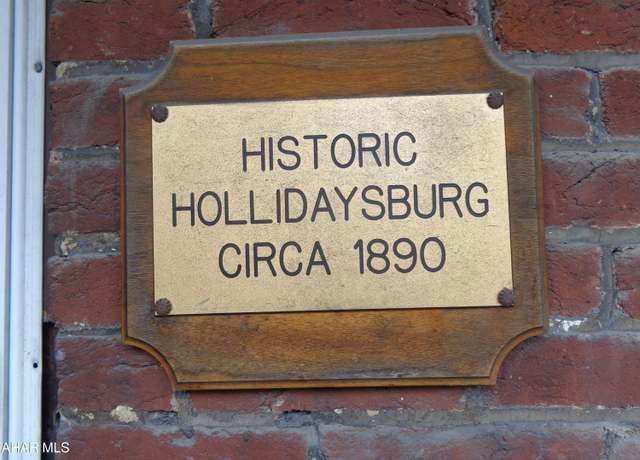 HISTORIC
HOLLIDAYSBURG
CIRCA 1890
AHAR MLS